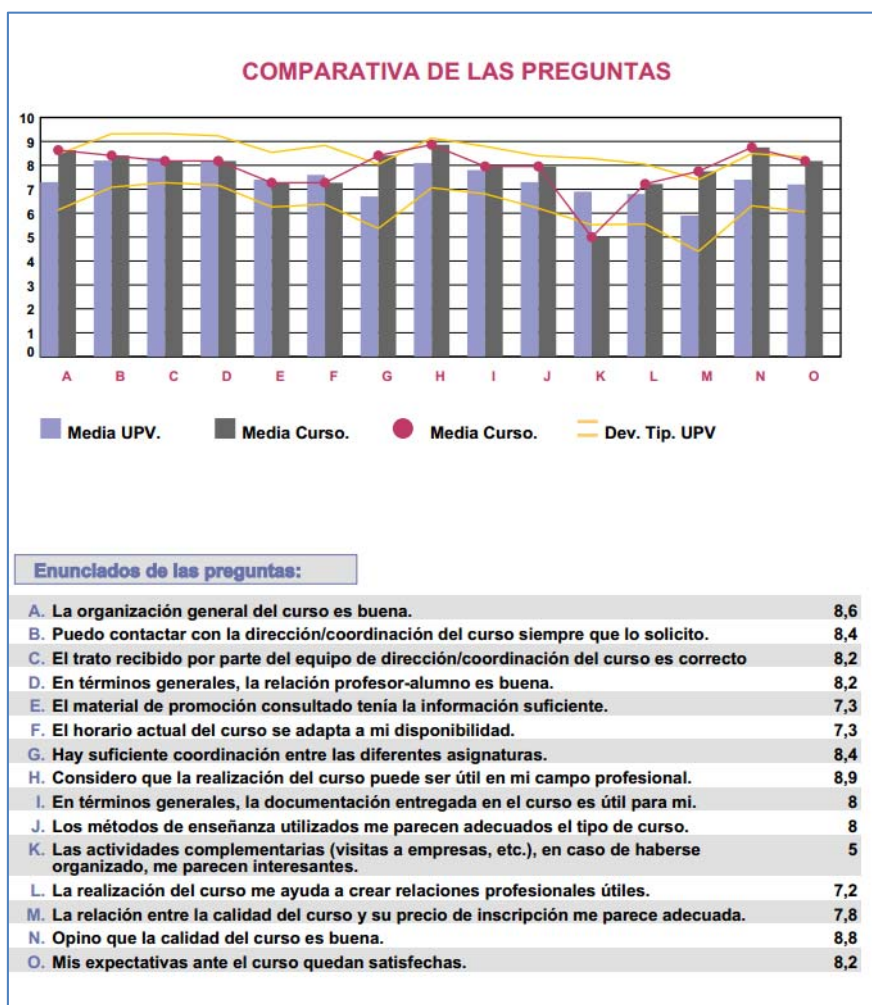 COMPARATIVA DE LAS PREGUNTAS
10
9
8
7
6
5
4
3
2
1
0
A B C D E F G H I J K L M N O
Media UPV. Media Curso. Media Curso. Dev. Tip. UPV
Enunciados de las preguntas:
A. La organización general del curso es buena. 8,6
B. Puedo contactar con la dirección/coordinación del curso siempre que lo solicito. 8,4
C. El trato recibido por parte del equipo de dirección/coordinación del curso es correcto 8,2
D. En términos generales, la relación profesor-alumno es buena. 8,2
E. El material de promoción consultado tenía la información suficiente. 7,3
F. El horario actual del curso se adapta a mi disponibilidad. 7,3
G. Hay suficiente coordinación entre las diferentes asignaturas. 8,4
H. Considero que la realización del curso puede ser útil en mi campo profesional. 8,9
I. En términos generales, la documentación entregada en el curso es útil para mi. 8
J. Los métodos de enseñanza utilizados me parecen adecuados el tipo de curso. 8
K. Las actividades complementarias (visitas a empresas, etc.), en caso de haberse 5
organizado, me parecen interesantes.
L. La realización del curso me ayuda a crear relaciones profesionales útiles. 7,2
M. La relación entre la calidad del curso y su precio de inscripción me parece adecuada. 7,8
N. Opino que la calidad del curso es buena. 8,8
O. Mis expectativas ante el curso quedan satisfechas. 8,2